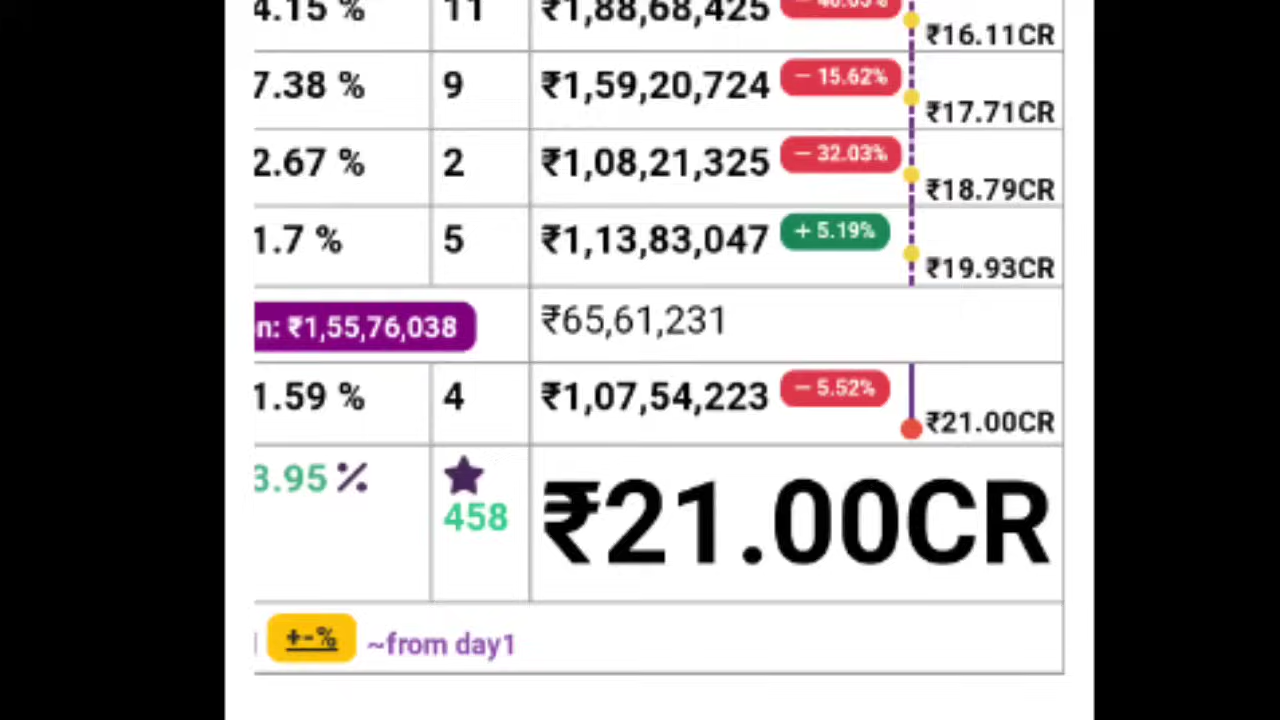 4.15 % 11 ₹1,88,68,425
₹16.11CR
7.38 % 9 ₹1,59,20,724 − 15.62%
₹17.71CR
2.67 % 2 ₹1,08,21,325 − 32.03%
₹18.79CR
1.7 % 5 ₹1,13,83,047 + 5.19%
₹19.93CR
n: ₹1,55,76,038 ₹65,61,231
1.59 % 4 ₹1,07,54,223 − 5.52%
₹21.00CR
3.95 %
458
₹21.00CR
+-% ~from day1